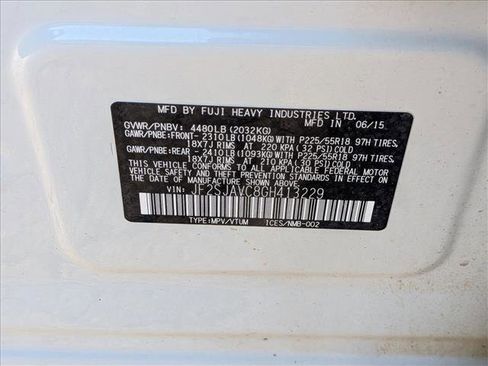 MFD BY FUJI HEAVY INDUSTRIES LTD.
GVWR/PNBV: 4480LB (2032KG) MFD IN 06/15
GAWR/PNBE: FRONT- 2310LB (1048KG) WITH P225/55R18 97H TIRES,
18X7J RIMS AT 220 KPA (32 PSI) COLD
GAWR/PNBE: REAR - 2410LB (1093KG) WITH P225/55R18 97H TIRES,
18X7J RIMS AT 210 KPA (30 PSI) COLD
THIS VEHICLE CONFORMS TO ALL APPLICABLE FEDERAL MOTOR
VEHICLE SAFETY STANDARDS IN EFFECT ON THE DATE OF
MANUFACTURE SHOWN ABOVE.
VIN: JF2SJAVC8GH413229
TYPE: MPV/VTUM ICES/NMB-002